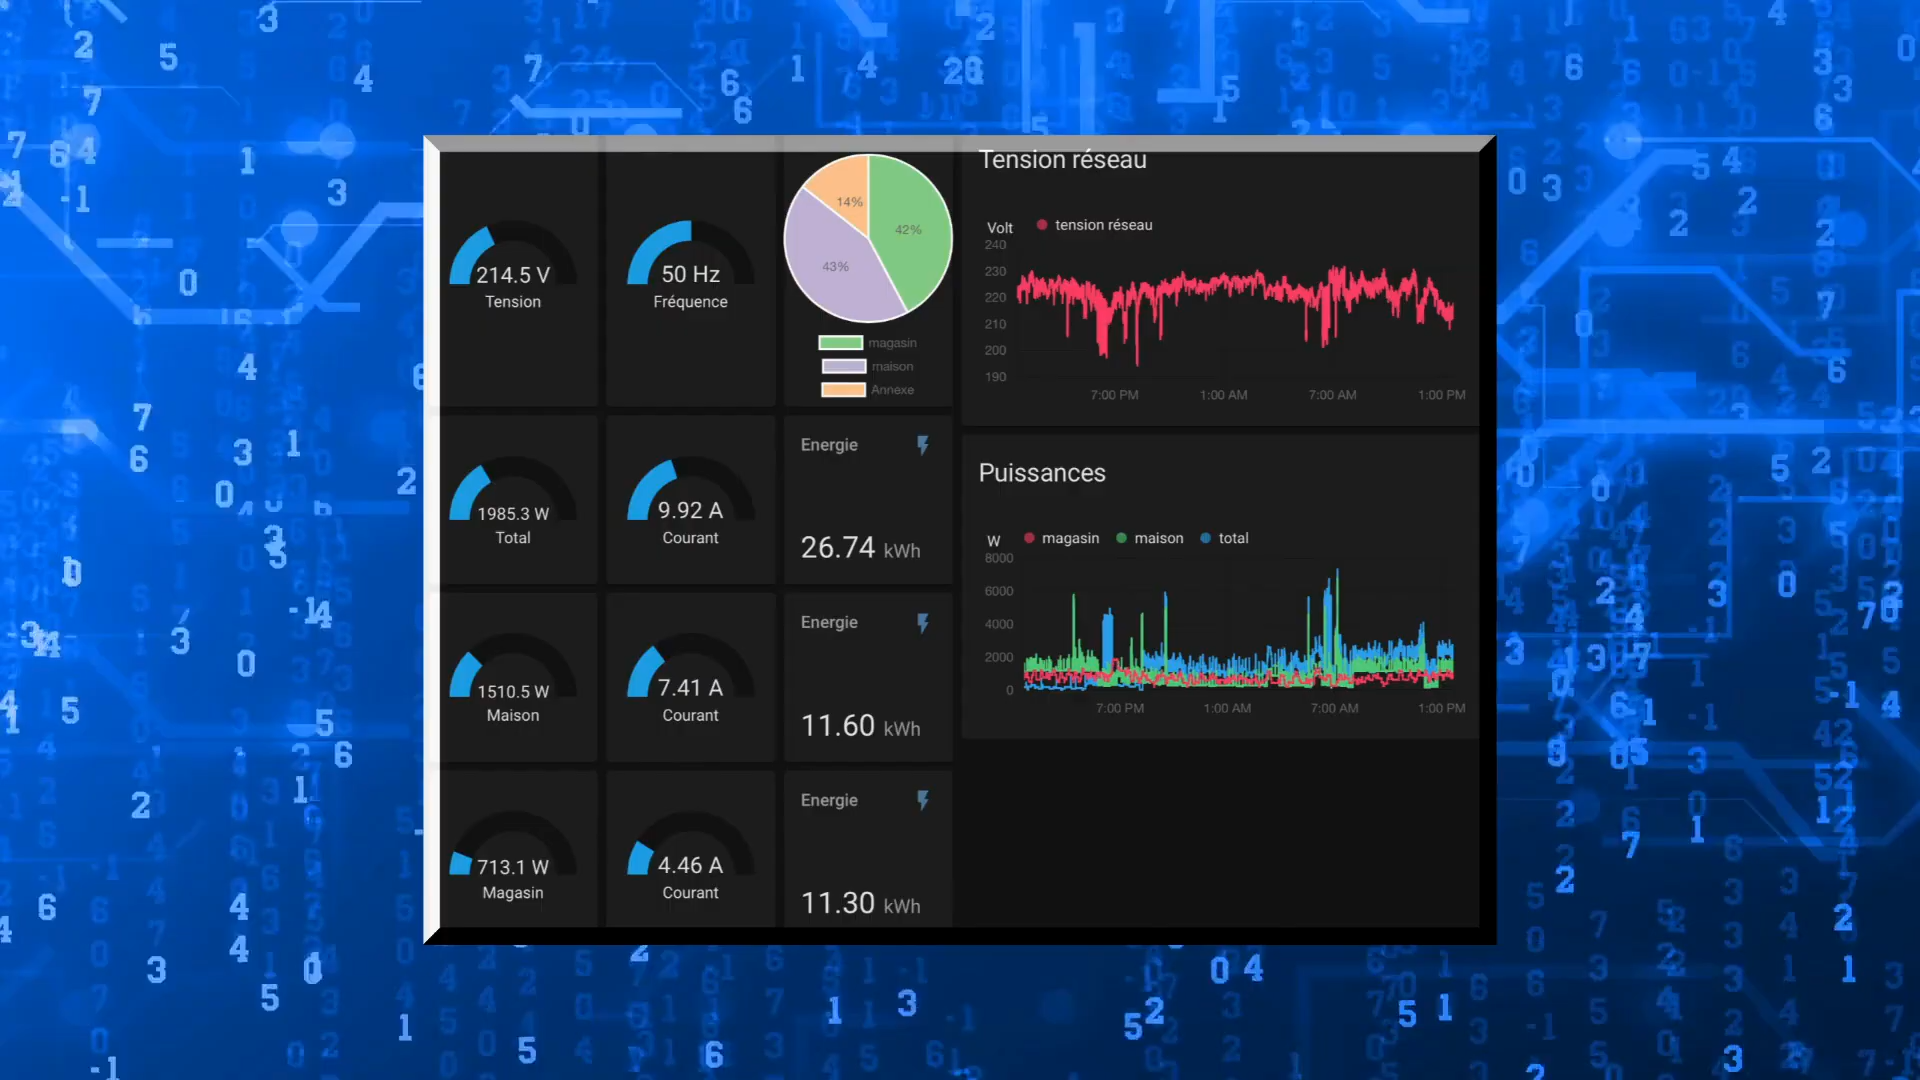 214.5 V
Tension
50 Hz
Fréquence
14%
42%
43%
magasin
maison
Annexe
1985.3 W
Total
9.92 A
Courant
Energie
26.74 kWh
1510.5 W
Maison
7.41 A
Courant
Energie
11.60 kWh
713.1 W
Magasin
4.46 A
Courant
Energie
11.30 kWh
Tension réseau
Volt
tension réseau
240
230
220
210
200
190
7:00 PM 1:00 AM 7:00 AM 1:00 PM
Puissances
W
magasin maison total
8000
6000
4000
2000
0
7:00 PM 1:00 AM 7:00 AM 1:00 PM